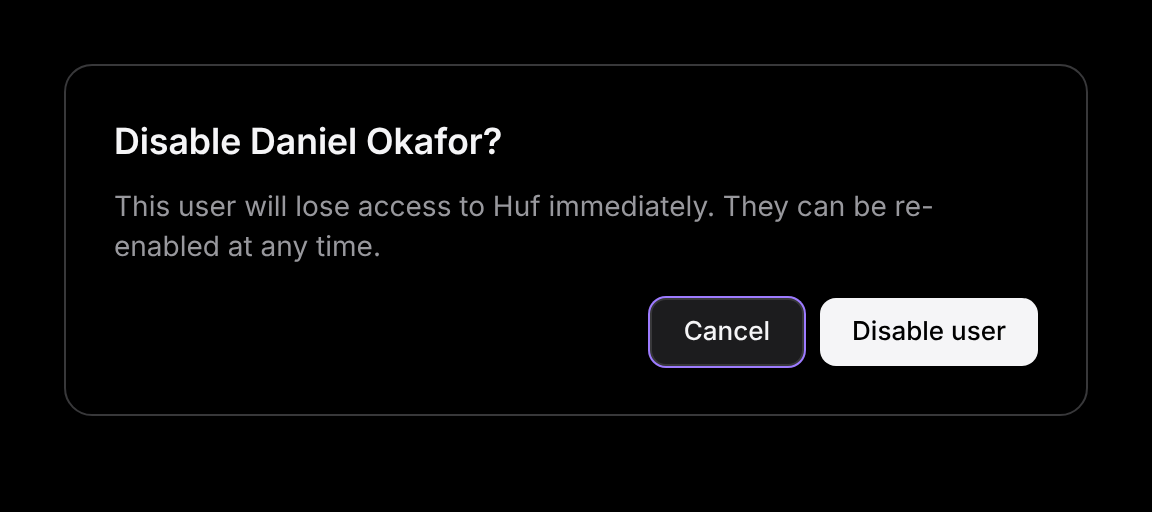 Disable Daniel Okafor?
This user will lose access to Huf immediately. They can be re-
enabled at any time.
Cancel
Disable user